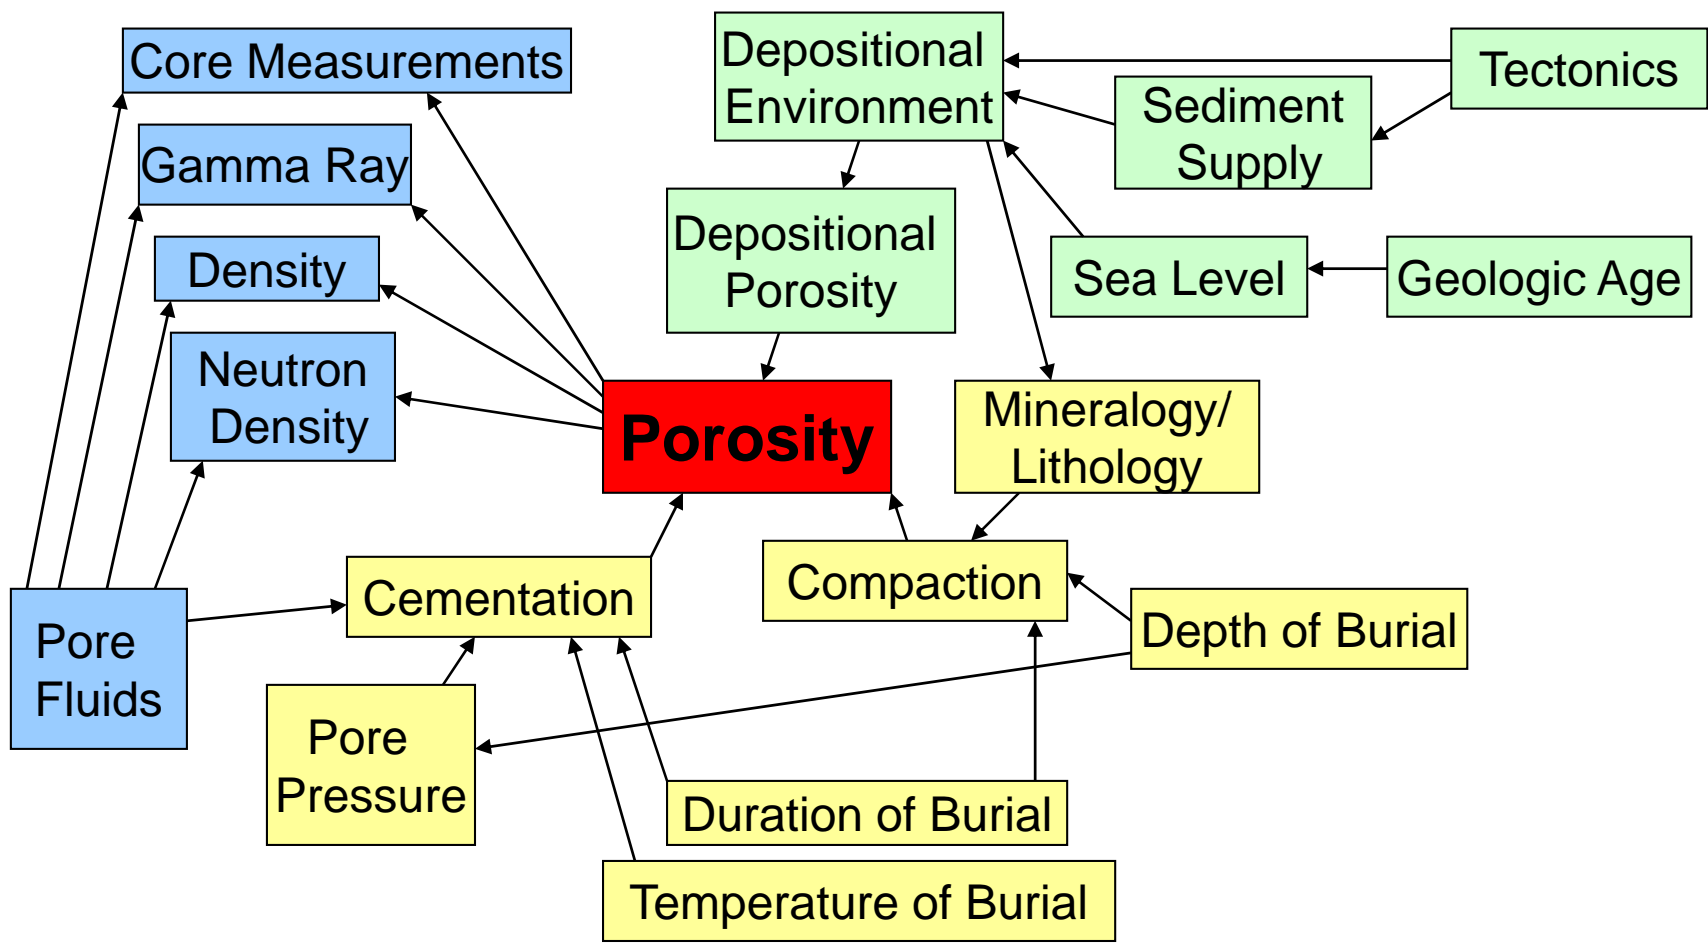 Core Measurements
Gamma Ray
Density
Neutron
Density
Pore
Fluids
Depositional
Environment
Tectonics
Sediment
Supply
Depositional
Porosity
Sea Level
Geologic Age
Porosity
Mineralogy/
Lithology
Cementation
Compaction
Depth of Burial
Pore
Pressure
Duration of Burial
Temperature of Burial